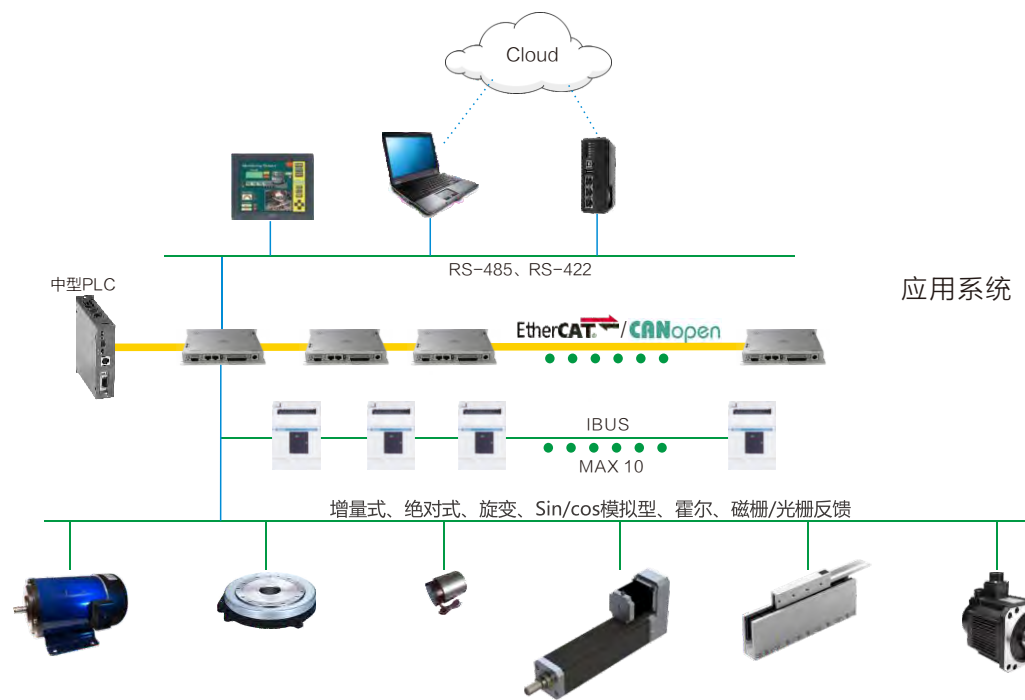 Cloud
RS-485、RS-422
中型PLC
应用系统
EtherCAT®/CANopen
IBUS
MAX 10
增量式、绝对式、旋变、Sin/cos模拟型、霍尔、磁栅/光栅反馈